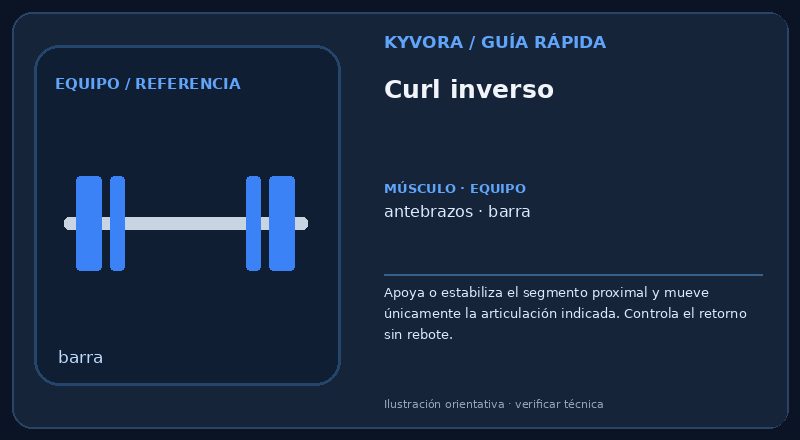 EQUIPO / REFERENCIA
barra
KYVORA / GUÍA RÁPIDA
Curl inverso
MÚSCULO · EQUIPO
antebrazos · barra
Apoya o estabiliza el segmento proximal y mueve
únicamente la articulación indicada. Controla el retorno
sin rebote.
Ilustración orientativa · verificar técnica